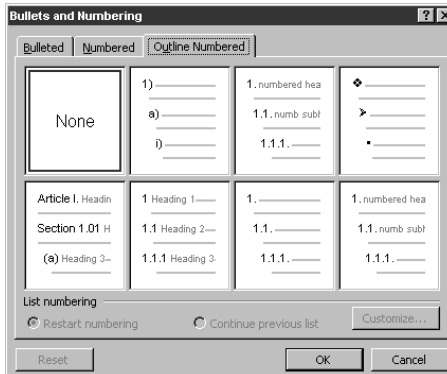 Bullets and Numbering
Bulleted Numbered Outline Numbered
None
1)
a)
i)
1. numbered hea
1.1. numb subh
1.1.1.
Article I. Headin
Section 1.01 H
(a) Heading 3
1 Heading 1
1.1 Heading 2
1.1.1 Heading 3
1.
1.1.
1.1.1.
1. numbered hea
1.1. numb subh
1.1.1.
List numbering
Restart numbering Continue previous list Customize...
Reset OK Cancel